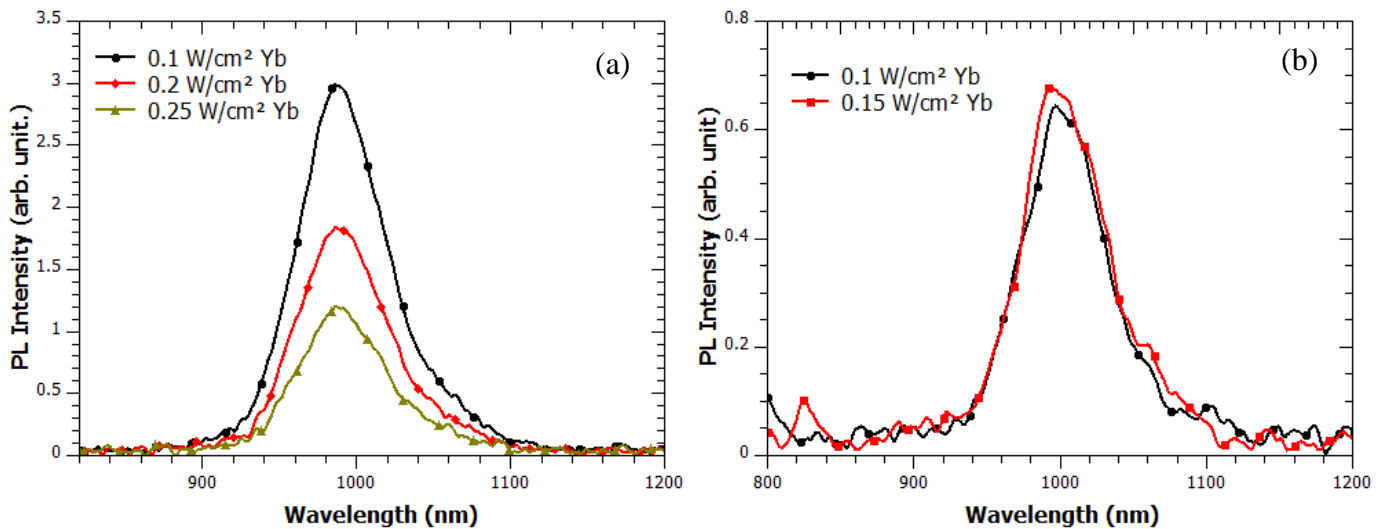 (a)
0.1 W/cm² Yb
0.2 W/cm² Yb
0.25 W/cm² Yb
PL Intensity (arb. unit.)
3.5
3
2.5
2
1.5
1
0.5
0
900 1000 1100 1200
Wavelength (nm)
(b)
0.1 W/cm² Yb
0.15 W/cm² Yb
PL Intensity (arb. unit)
0.8
0.6
0.4
0.2
0
800 900 1000 1100 1200
Wavelength (nm)